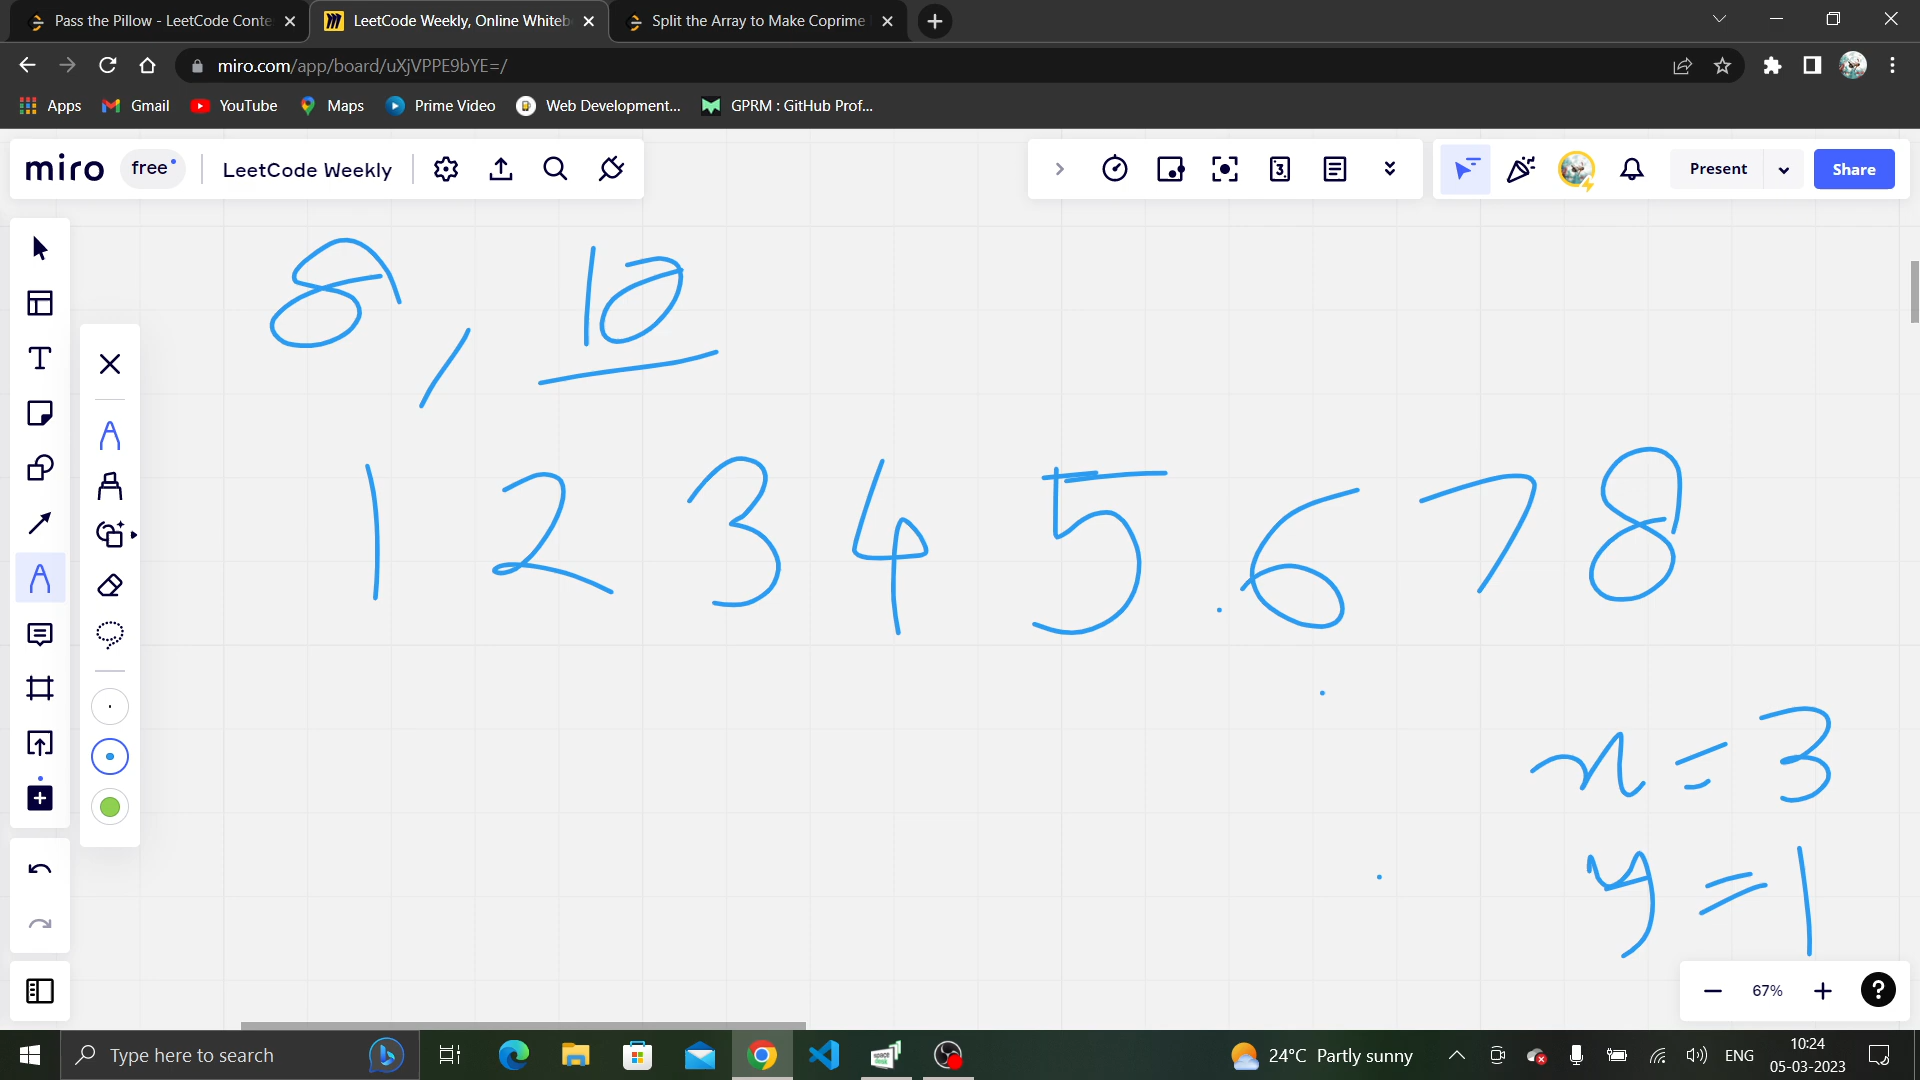 Pass the Pillow - LeetCode Conte
LeetCode Weekly, Online Whiteb
Split the Array to Make Coprime
miro.com/app/board/uXjVPPE9bYE=/
Apps Gmail YouTube Maps Prime Video Web Development... GPRM : GitHub Prof...
miro free LeetCode Weekly
3
Present
Share
8, 10
1 2 3 4 5 . 6 7 8
x = 3
y = 1
67%
?
Type here to search
24°C Partly sunny
ENG
10:24
05-03-2023